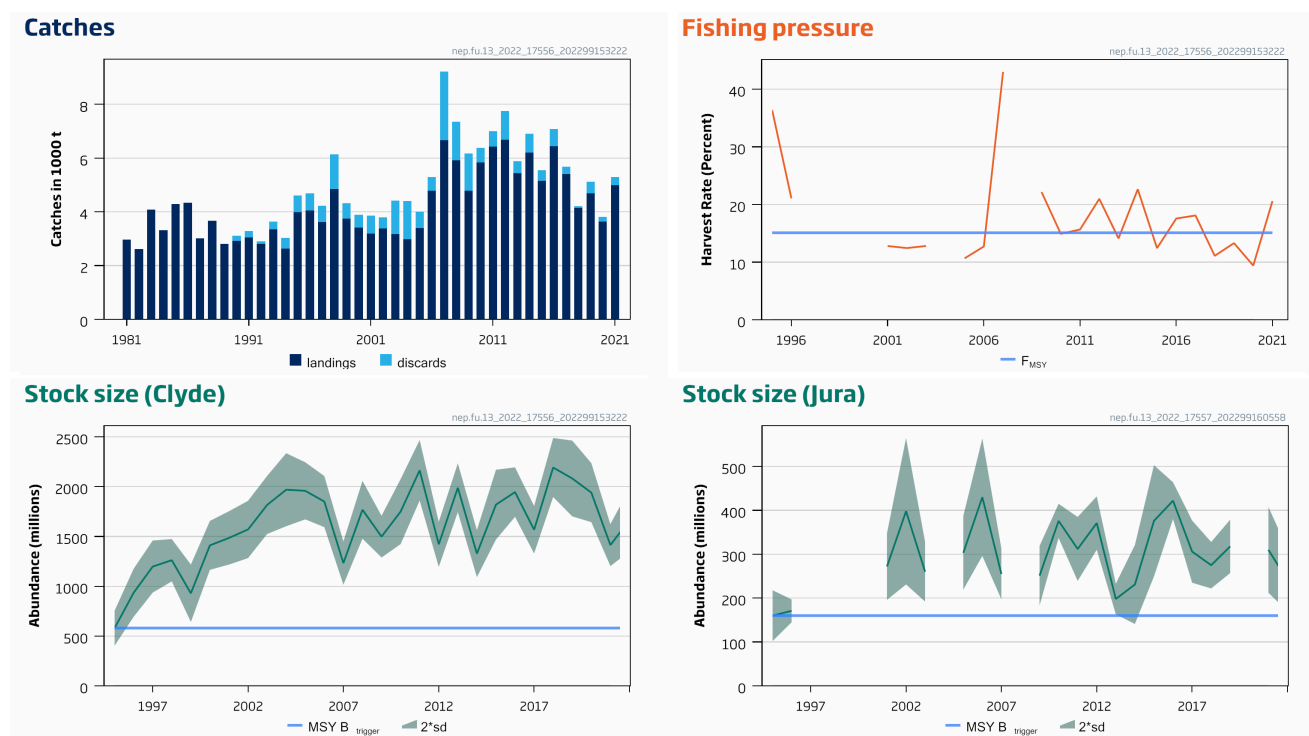 Catches
nep.fu.13_2022_17556_202299153222
Catches in 1000 t
8
6
4
2
0
1981
1991
2001
2011
2021
landings
discards
Fishing pressure
nep.fu.13_2022_17556_202299153222
Harvest Rate (Percent)
40
30
20
10
0
1996
2001
2006
2011
2016
2021
FMSY
Stock size (Clyde)
nep.fu.13_2022_17556_202299153222
Abundance (millions)
2500
2000
1500
1000
500
0
1997
2002
2007
2012
2017
MSY B trigger
2*sd
Stock size (Jura)
nep.fu.13_2022_17557_202299160558
Abundance (millions)
500
400
300
200
100
0
1997
2002
2007
2012
2017
MSY B trigger
2*sd